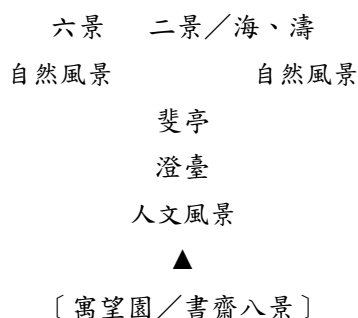 六景 二景／海、濤
自然風景 自然風景
斐亭
澄臺
人文風景
▲
〔寓望園／書齋八景〕